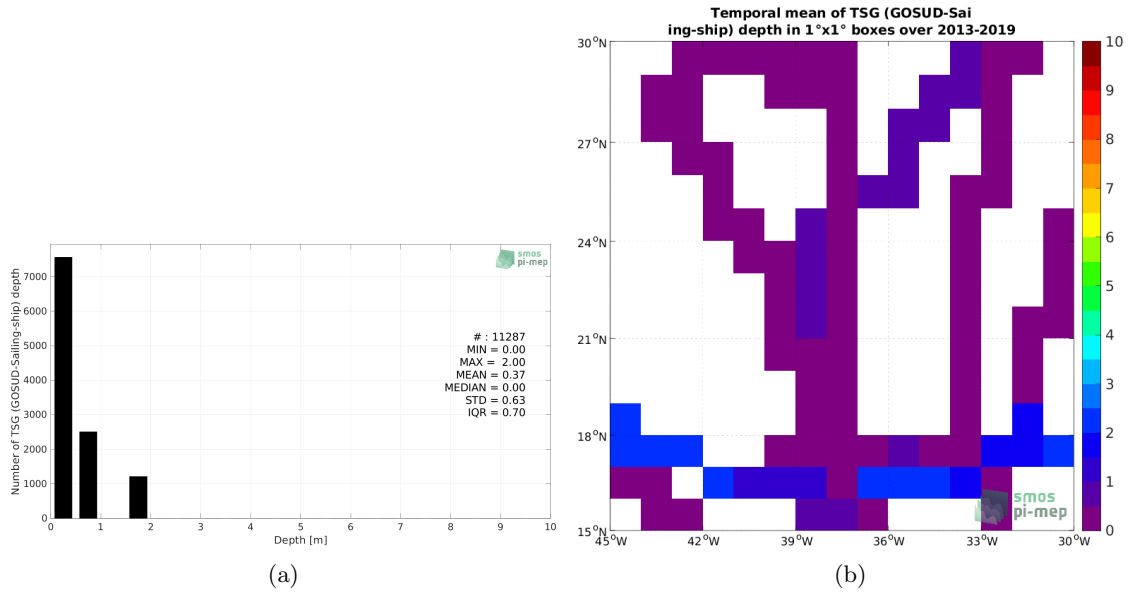 Temporal mean of TSG (GOSUD-Sai
ing-ship) depth in 1°x1° boxes over 2013-2019
Number of TSG (GOSUD-Sailing-ship) depth
7000
6000
5000
4000
3000
2000
1000
0
smos
pi-mep
# : 11287
MIN = 0.00
MAX = 2.00
MEAN = 0.37
MEDIAN = 0.00
STD = 0.63
IQR = 0.70
0 1 2 3 4 5 6 7 8 9 10
Depth [m]
(a)
30°N
27°N
24°N
21°N
18°N
15°N
45°W 42°W 39°W 36°W 33°W 30°W
smos
pi-mep
10
9
8
7
6
5
4
3
2
1
0
(b)